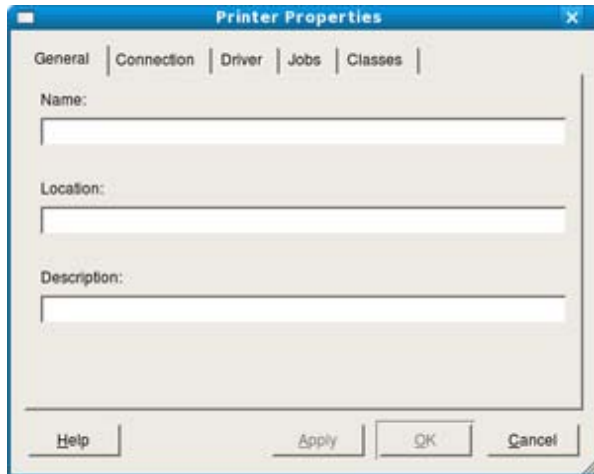 Printer Properties
General Connection Driver Jobs Classes
Name:
Location:
Description:
Help Apply OK Cancel